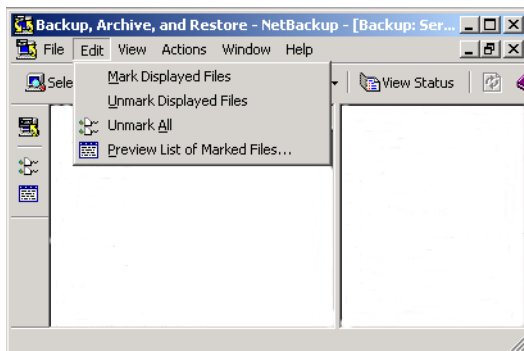 Backup, Archive, and Restore - NetBackup - [Backup: Ser...
File Edit View Actions Window Help
Sele
View Status
Mark Displayed Files
Unmark Displayed Files
Unmark All
Preview List of Marked Files...